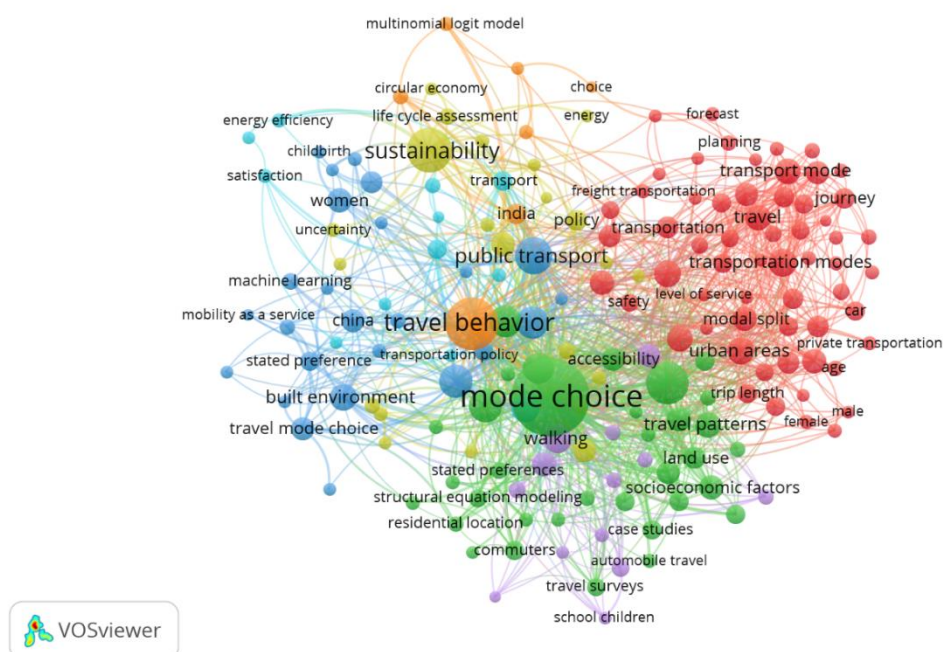 multinomial logit model
circular economy
choice
energy efficiency
life cycle assessment
energy
forecast
planning
childbirth
sustainability
transport mode
satisfaction
transport
freight transportation
journey
women
india
policy
travel
uncertainty
transportation
public transport
transportation modes
machine learning
level of service
safety
car
mobility as a service
china
travel behavior
modal split
private transportation
stated preference
transportation policy
accessibility
urban areas
age
built environment
mode choice
trip length
male
travel mode choice
walking
travel patterns
female
stated preferences
land use
structural equation modeling
socioeconomic factors
residential location
case studies
commuters
automobile travel
travel surveys
school children
VOSviewer